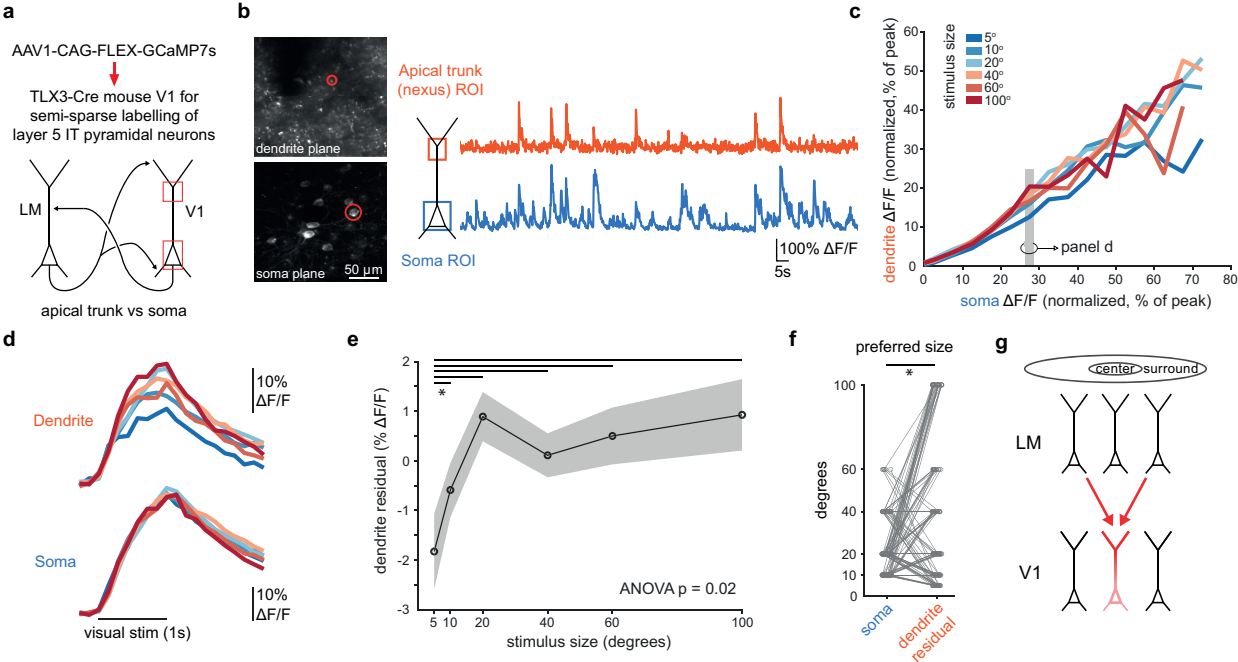 a
AAV1-CAG-FLEX-GCaMP7s
TLX3-Cre mouse V1 for
semi-sparse labelling of
layer 5 IT pyramidal neurons
LM
V1
apical trunk vs soma
b
dendrite plane
soma plane
50 µm
Apical trunk
(nexus) ROI
Soma ROI
100% ΔF/F
5s
c
dendrite ΔF/F (normalized, % of peak)
60
50
40
30
20
10
0
stimulus size
5°
10°
20°
40°
60°
100°
panel d
0 10 20 30 40 50 60 70 80
soma ΔF/F (normalized, % of peak)
d
Dendrite
10%
ΔF/F
Soma
10%
ΔF/F
visual stim (1s)
e
dendrite residual (% ΔF/F)
2
1
0
-1
-2
-3
*
ANOVA p = 0.02
5 10 20 40 60 100
stimulus size (degrees)
f
preferred size
*
degrees
100
60
40
20
10
0
soma
dendrite
residual
g
center
surround
LM
V1